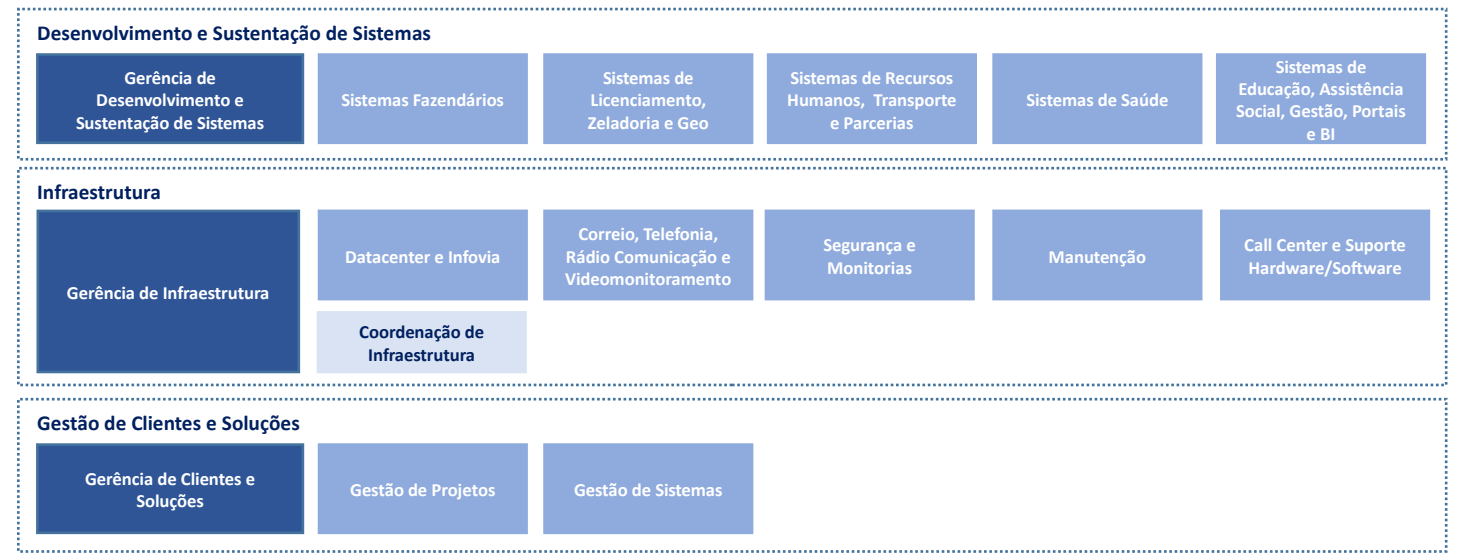 Desenvolvimento e Sustentação de Sistemas
Gerência de
Desenvolvimento e
Sustentação de Sistemas
Sistemas Fazendários
Sistemas de
Licenciamento,
Zeladoria e Geo
Sistemas de Recursos
Humanos, Transporte
e Parcerias
Sistemas de Saúde
Sistemas de
Educação, Assistência
Social, Gestão, Portais
e BI
Infraestrutura
Gerência de Infraestrutura
Datacenter e Infovia
Correio, Telefonia,
Rádio Comunicação e
Videomonitoramento
Segurança e
Monitorias
Manutenção
Call Center e Suporte
Hardware/Software
Coordenação de
Infraestrutura
Gestão de Clientes e Soluções
Gerência de Clientes e
Soluções
Gestão de Projetos
Gestão de Sistemas